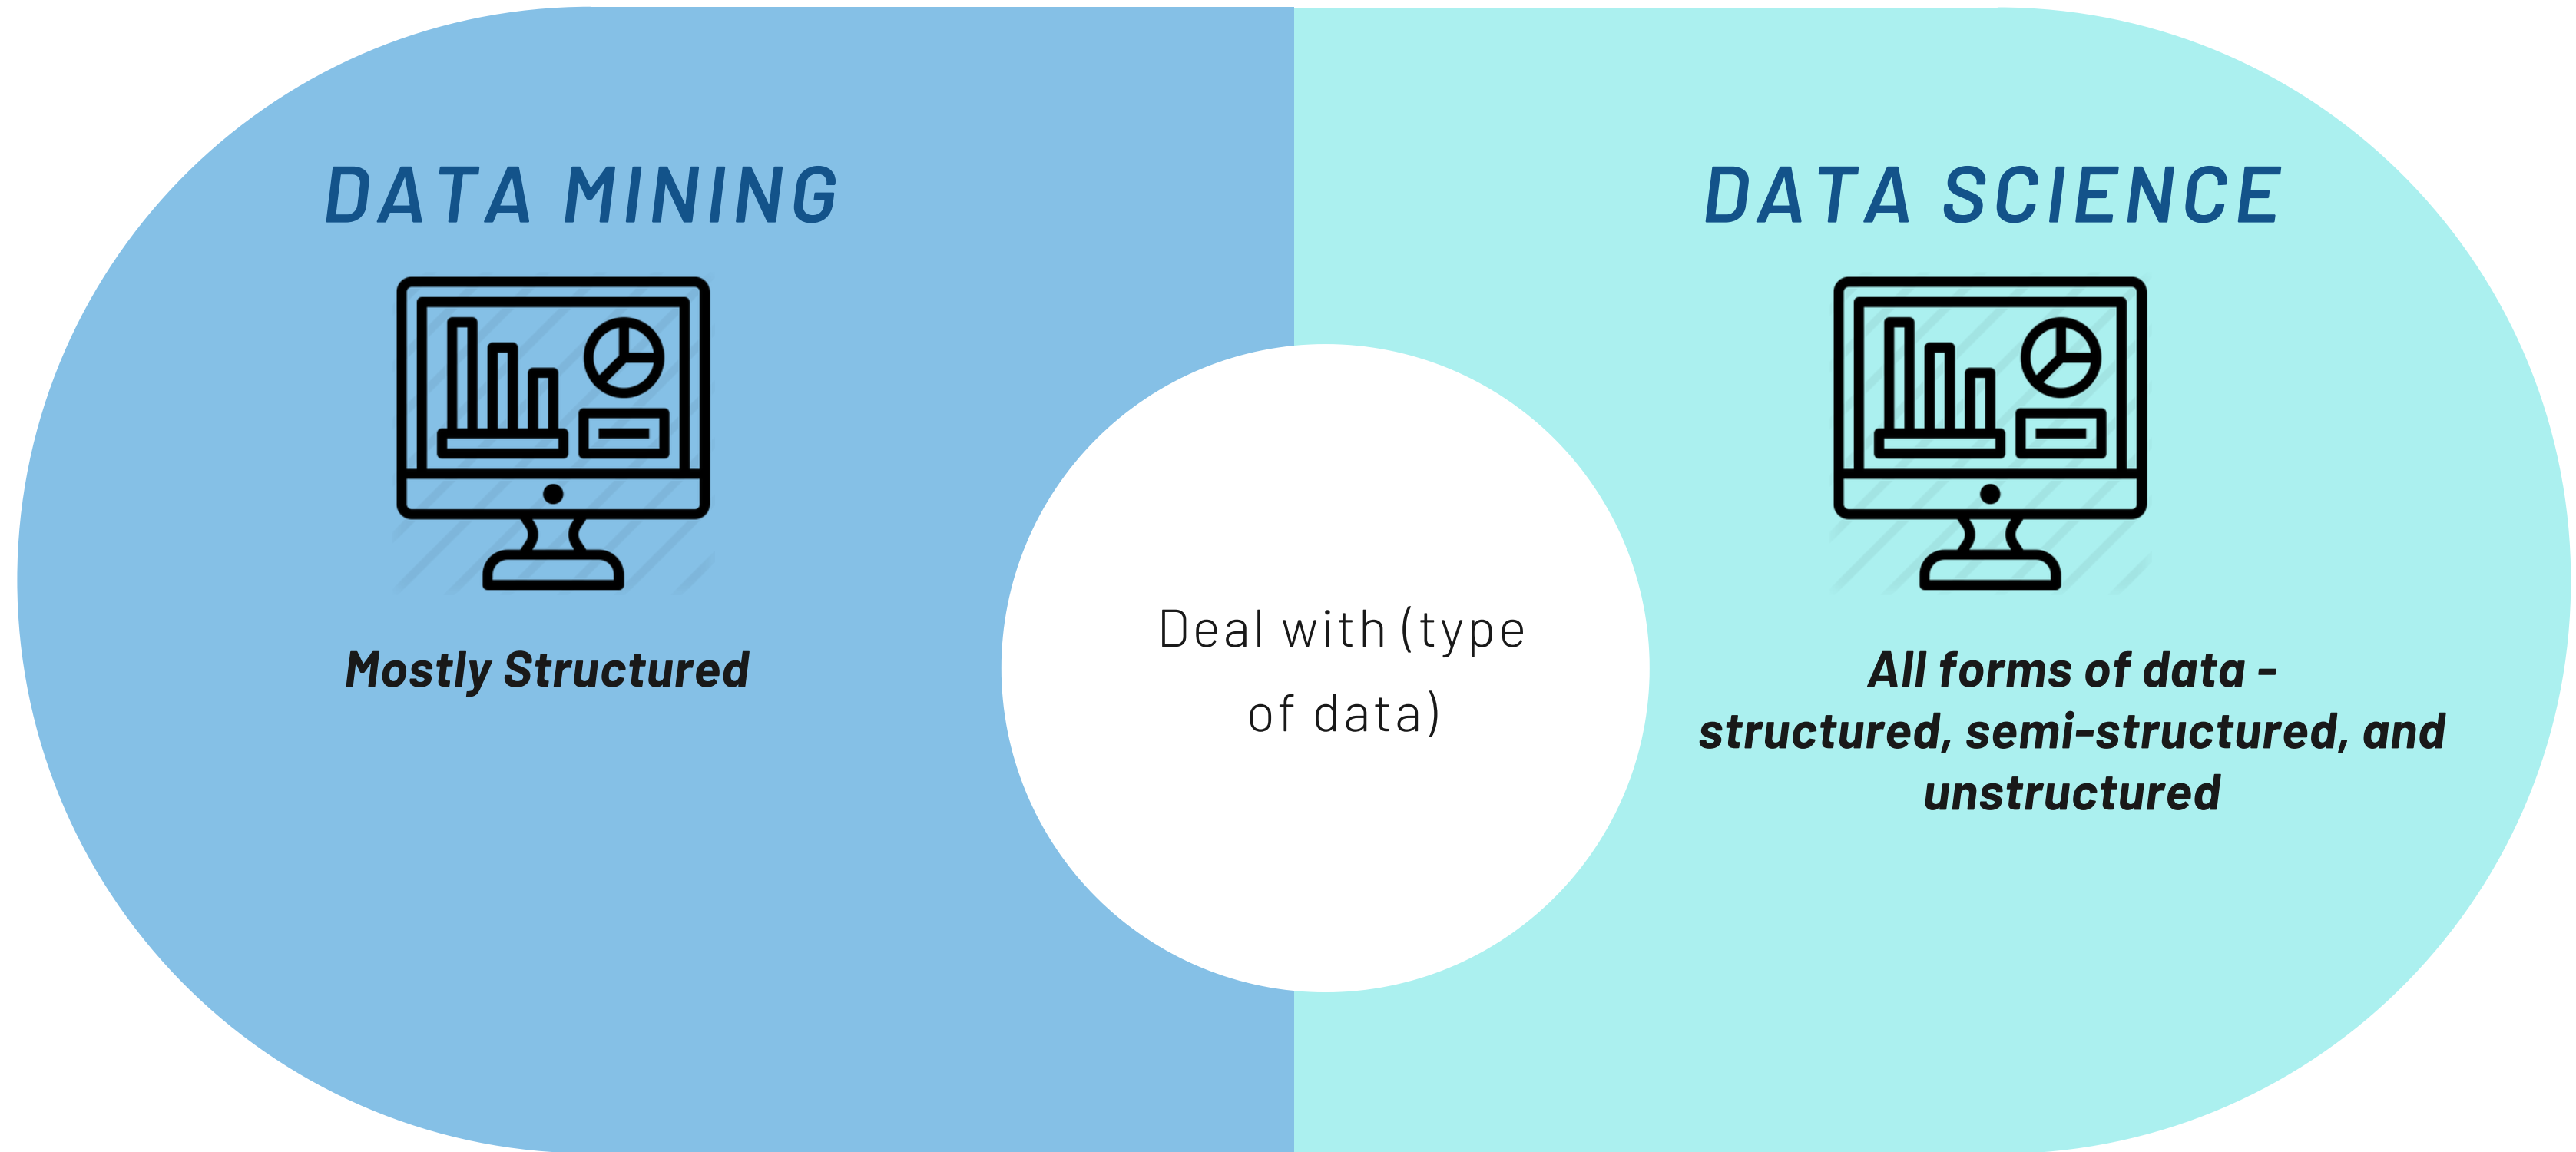 DATA MINING
Mostly Structured
Deal with (type
of data)
DATA SCIENCE
All forms of data -
structured, semi-structured, and
unstructured